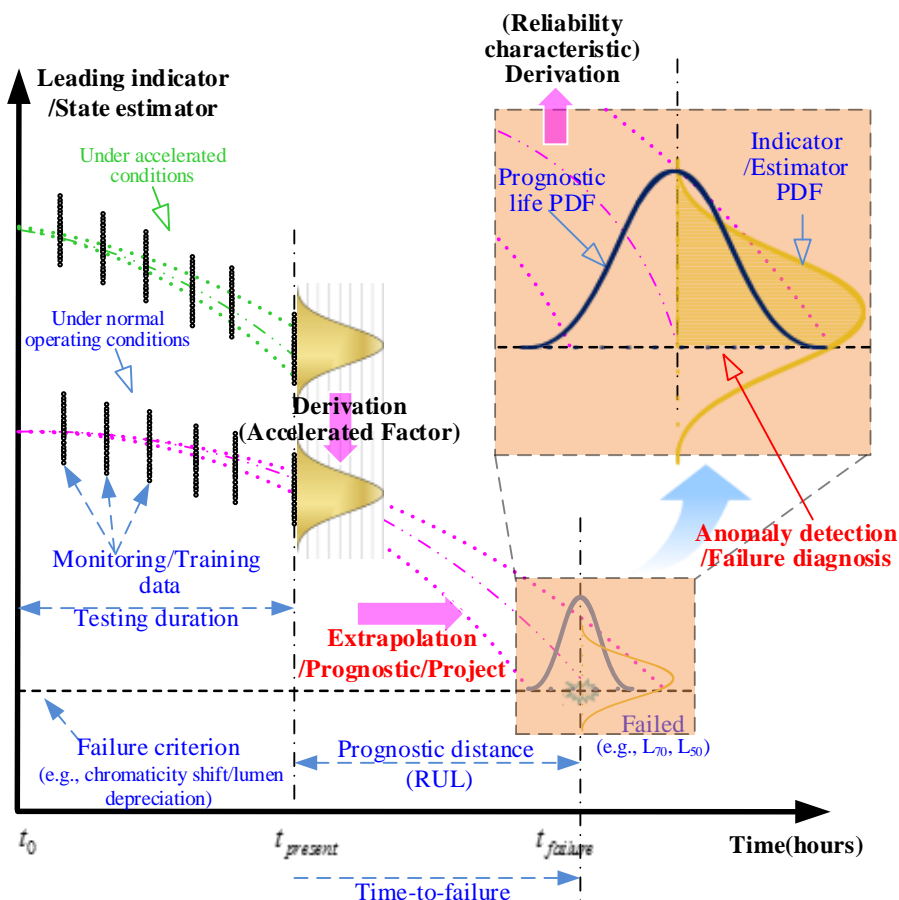 (Reliability
characteristic)
Derivation
Leading indicator
/State estimator
Under accelerated
conditions
Indicator
/Estimator
PDF
Prognostic
life PDF
Under normal
operating conditions
Derivation
(Accelerated Factor)
Anomaly detection
/Failure diagnosis
Monitoring/Training
data
Testing duration
Extrapolation
/Prognostic/Project
Failed
(e.g., L₇₀, L₅₀)
Failure criterion
(e.g., chromaticity shift/lumen
depreciation)
Prognostic distance
(RUL)
t₀
t present
t failure
Time(hours)
Time-to-failure